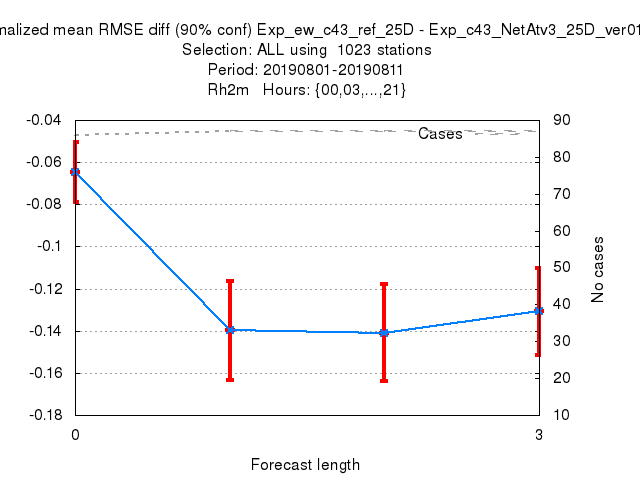 malized mean RMSE diff (90% conf) Exp_ew_c43_ref_25D - Exp_c43_NetAtv3_25D_ver01
Selection: ALL using 1023 stations
Period: 20190801-20190811
Rh2m Hours: {00,03,...,21}
-0.04
-0.06
-0.08
-0.1
-0.12
-0.14
-0.16
-0.18
Cases
90
80
70
60
50
40
30
20
10
No cases
0
3
Forecast length